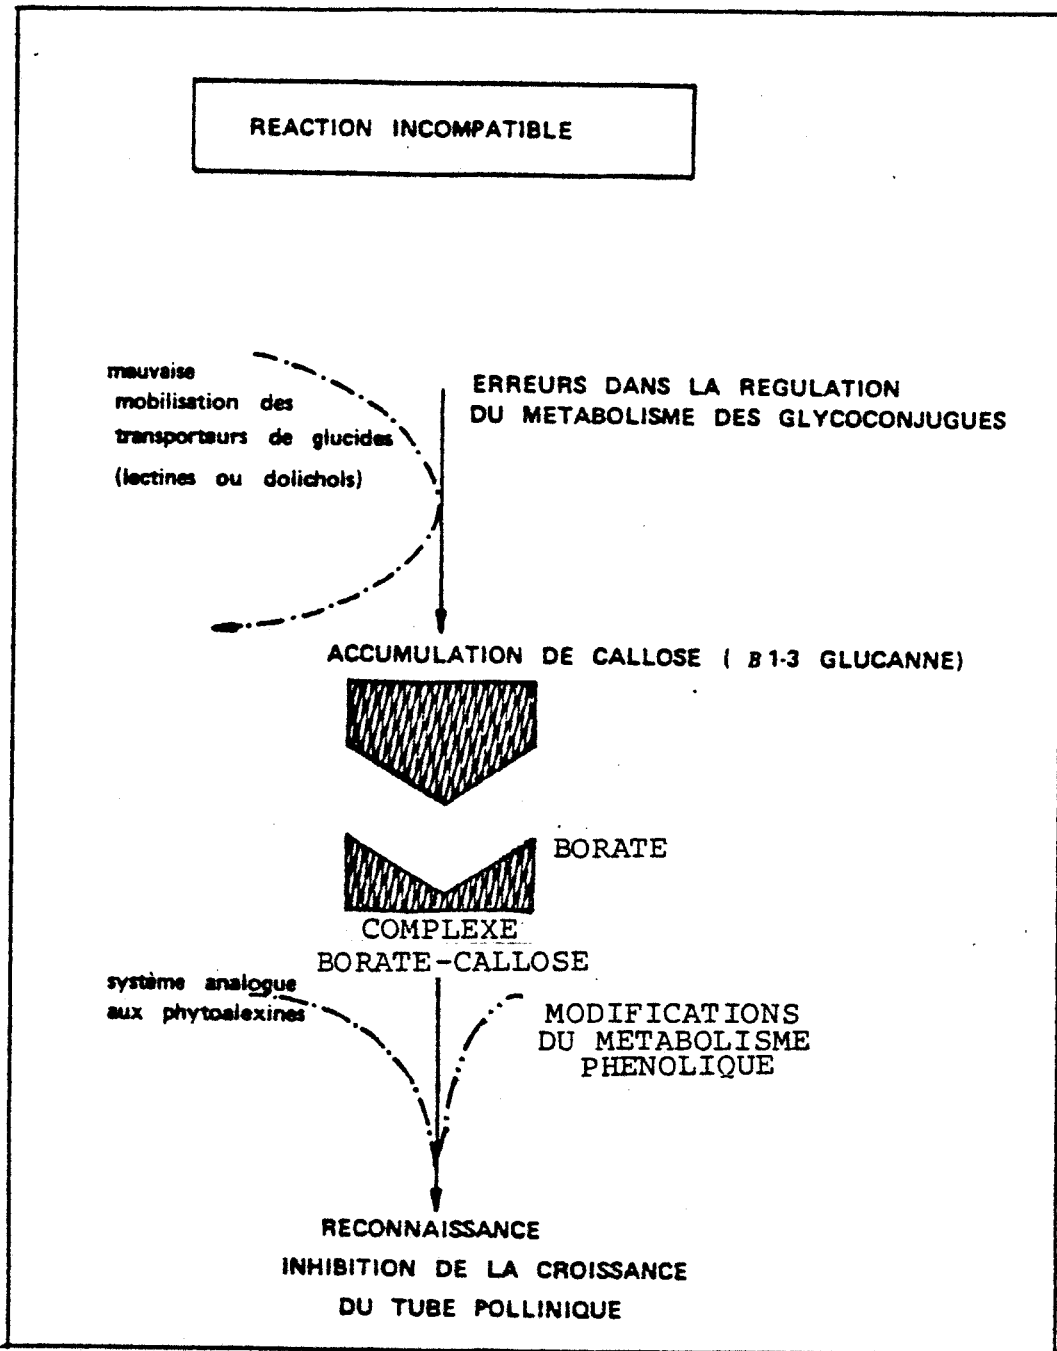 REACTION INCOMPATIBLE
mauvaise
mobilisation des
transporteurs de glucides
(lectines ou dolichols)
ERREURS DANS LA REGULATION
DU METABOLISME DES GLYCOCONJUGUES
ACCUMULATION DE CALLOSE ( B 1-3 GLUCANNE)
BORATE
COMPLEXE
BORATE-CALLOSE
système analogue
aux phytoalexines
MODIFICATIONS
DU METABOLISME
PHENOLIQUE
RECONNAISSANCE
INHIBITION DE LA CROISSANCE
DU TUBE POLLINIQUE